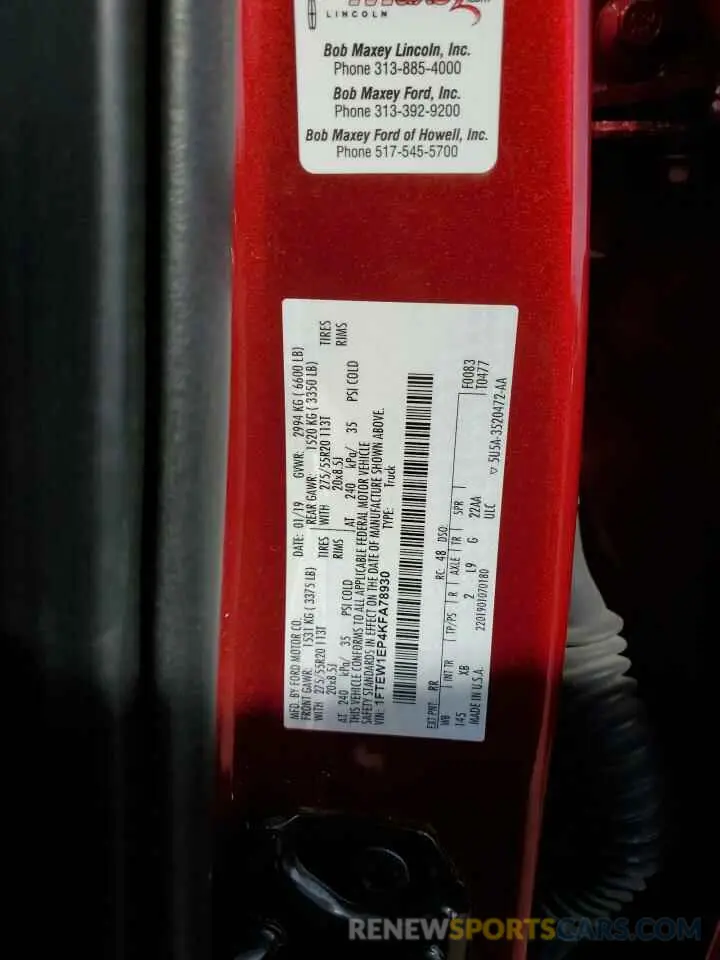 LINCOLN
Bob Maxey Lincoln, Inc.
Phone 313-885-4000
Bob Maxey Ford, Inc.
Phone 313-392-9200
Bob Maxey Ford of Howell, Inc.
Phone 517-545-5700
MFD. BY FORD MOTOR CO. DATE: 01/19 GVWR: 2994 KG ( 6600 LB)
FRONT GAWR: 1531 KG ( 3375 LB) REAR GAWR: 1520 KG ( 3350 LB)
WITH 275/55R20 113T TIRES WITH 275/55R20 113T TIRES
20x8.5J RIMS 20x8.5J RIMS
AT 240 kPa/ 35 PSI COLD AT 240 kPa/ 35 PSI COLD
THIS VEHICLE CONFORMS TO ALL APPLICABLE FEDERAL MOTOR VEHICLE
SAFETY STANDARDS IN EFFECT ON THE DATE OF MANUFACTURE SHOWN ABOVE.
VIN: 1FTEW1EP4KFA78930 TYPE: Truck
EXT PNT: RR RC: 48 DSO: F0083
WB INT TR TP/PS R AXLE TR SPR T0477
145 XB 2 L9 G 22AA
MADE IN U.S.A. 2201901070180 ULC ▽ 5U5A-3520472-AA
RENEWSPORTSCARS.COM